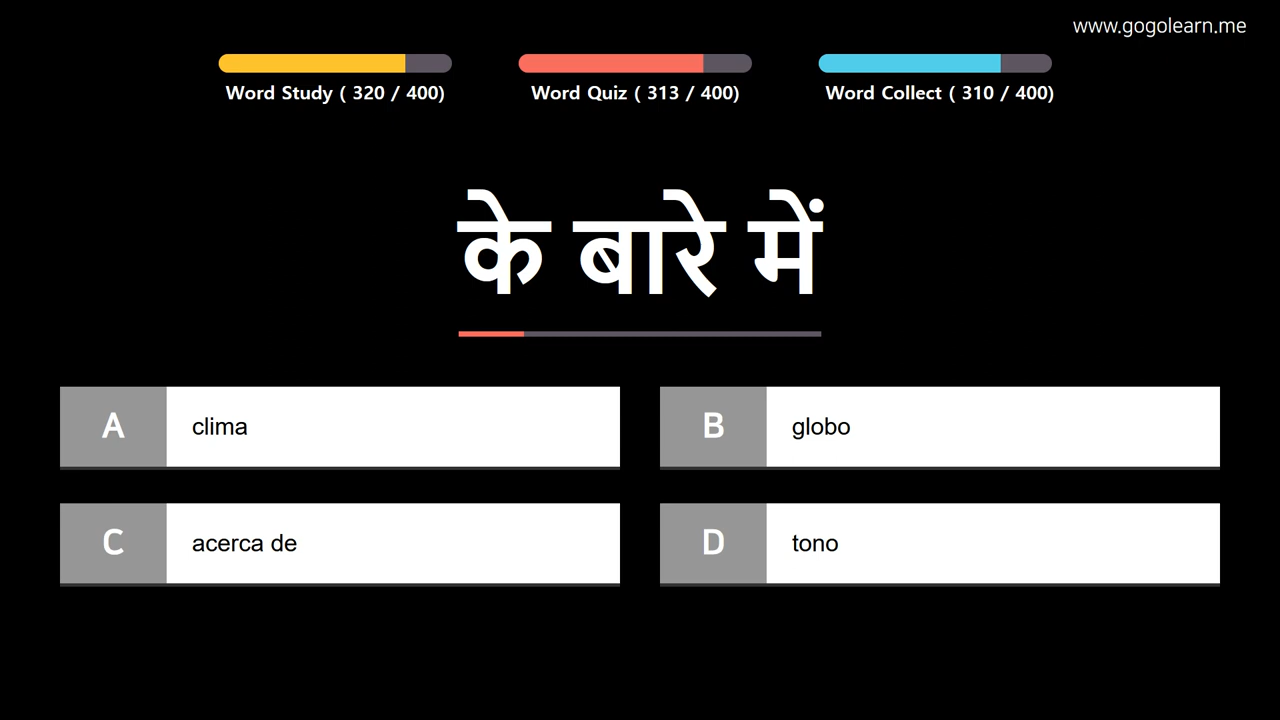 www.gogolearn.me
Word Study ( 320 / 400)
Word Quiz ( 313 / 400)
Word Collect ( 310 / 400)
के बारे में
A clima
B globo
C acerca de
D tono